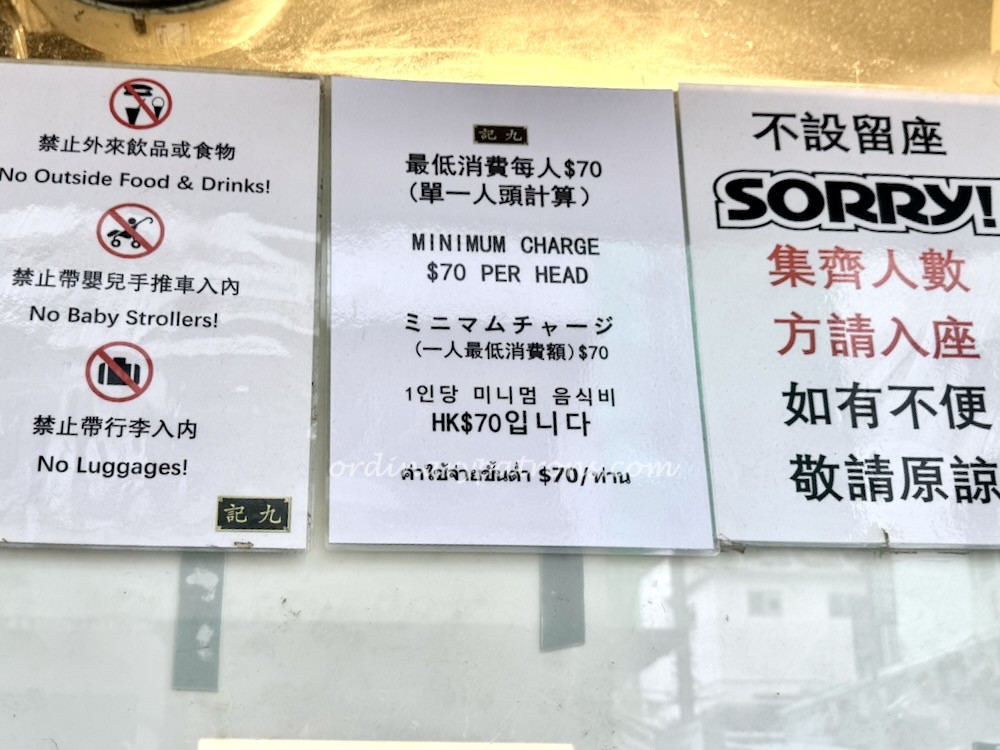 禁止外來飲品或食物
No Outside Food & Drinks!
禁止帶嬰兒手推車入內
No Baby Strollers!
禁止帶行李入內
No Luggages!
記九
記九
最低消費每人$70
(單一人頭計算)
MINIMUM CHARGE
$70 PER HEAD
ミニマムチャージ
(一人最低消費額)$70
1인당 미니멈 음식비
HK$70입니다
ค่าใช้จ่ายขั้นต่ำ $70/ท่าน
不設留座
SORRY!
集齊人數
方請入座
如有不便
敬請原諒